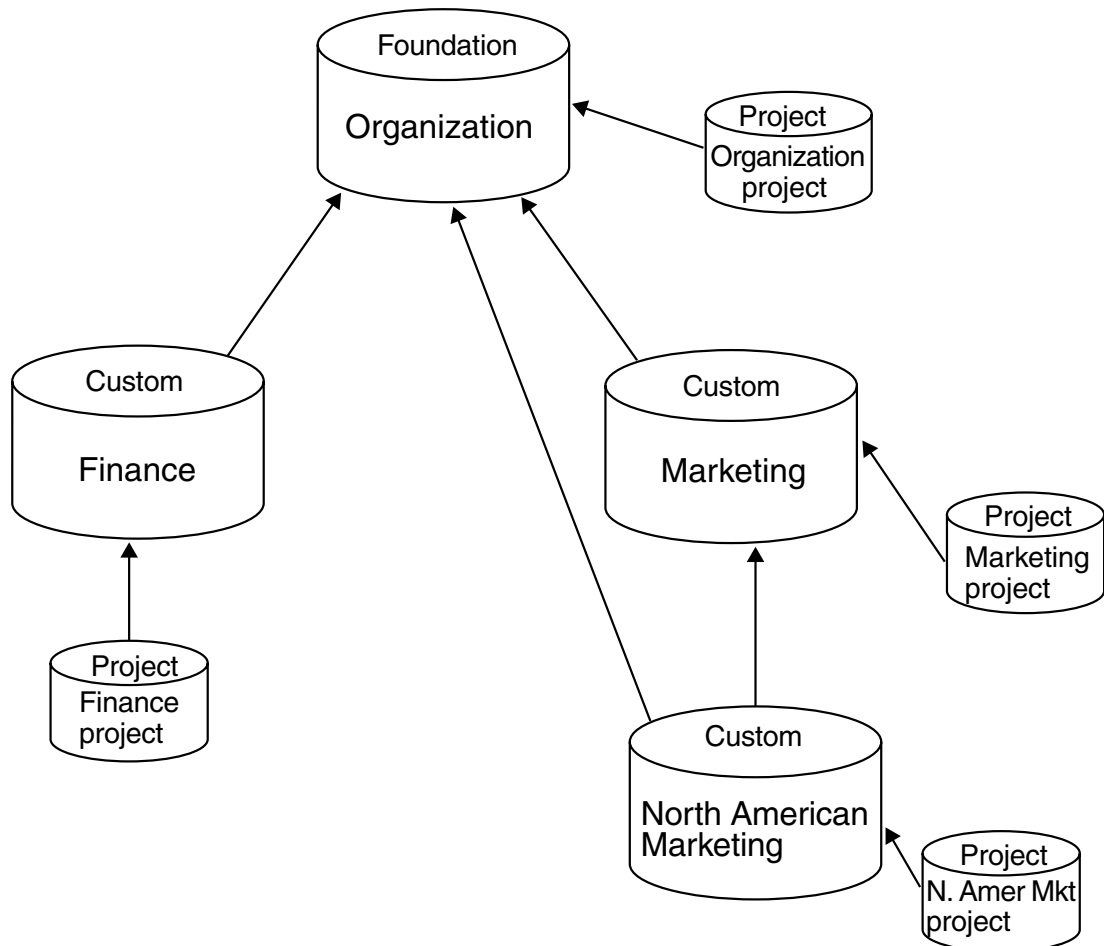 Foundation
Organization
Project
Organization
project
Custom
Finance
Custom
Marketing
Project
Marketing
project
Project
Finance
project
Custom
North American
Marketing
Project
N. Amer Mkt
project